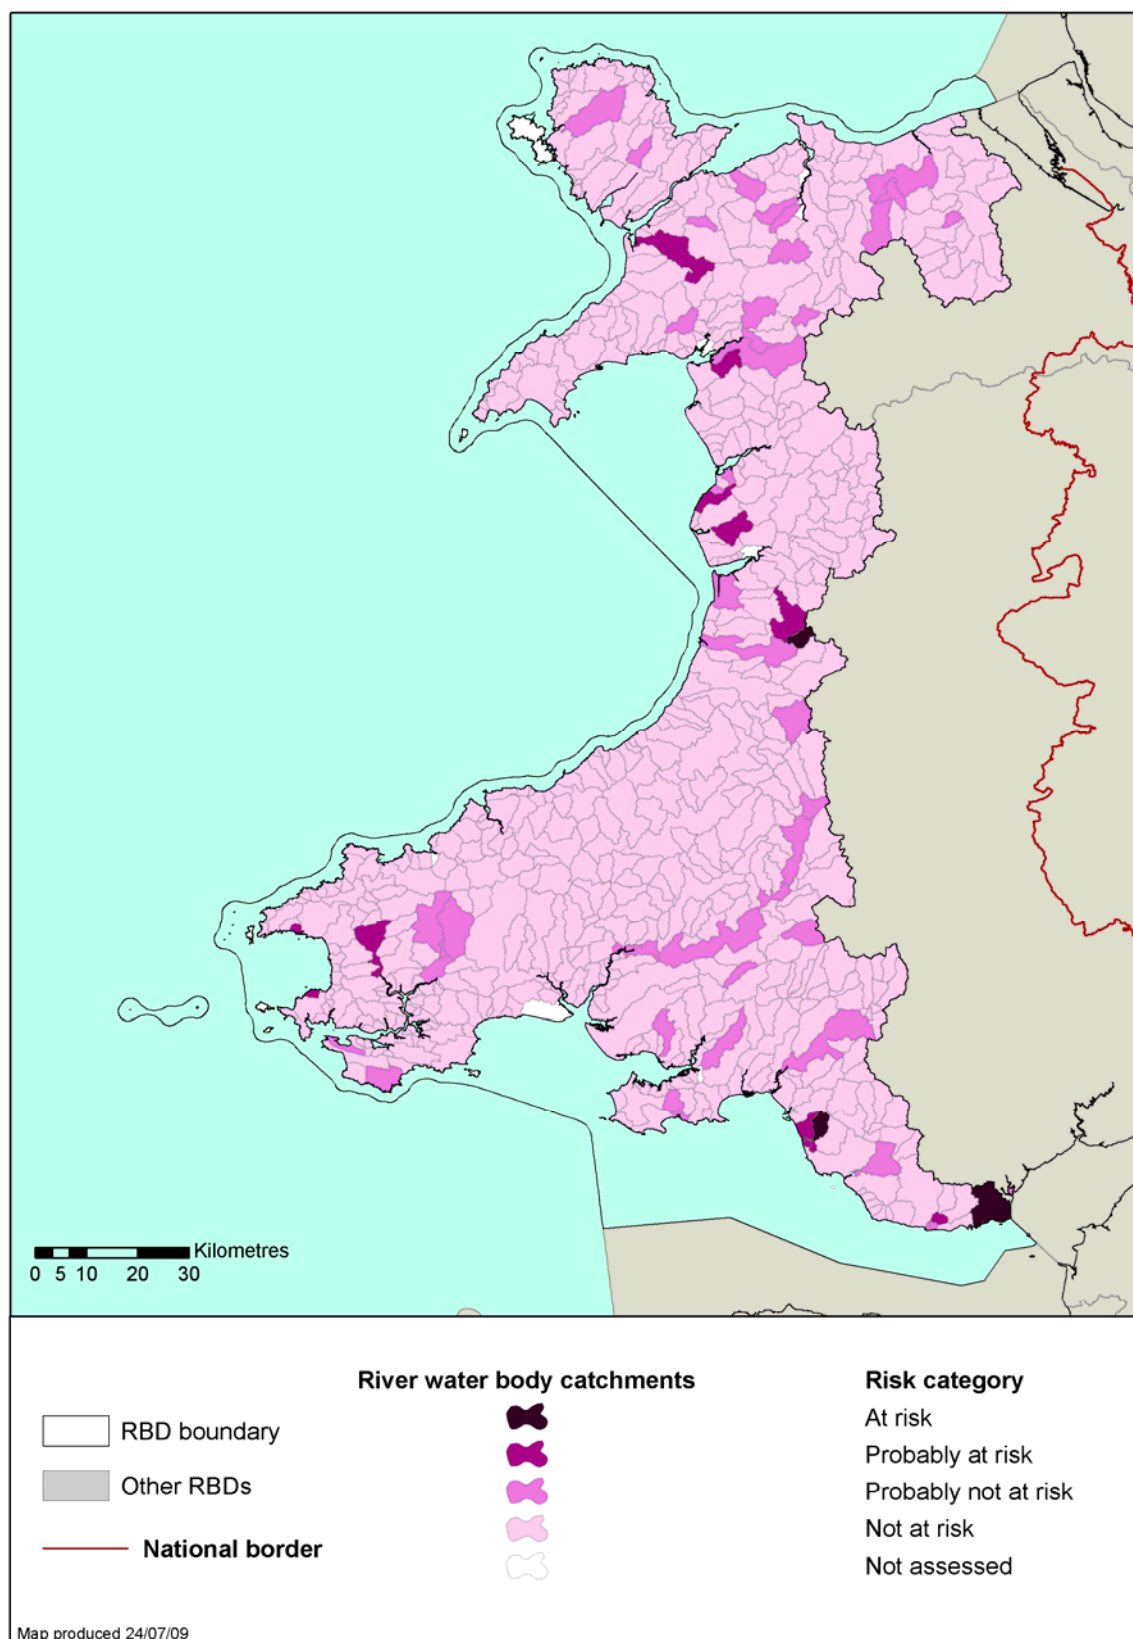 Kilometres
0 5 10 20 30
River water body catchments
Risk category
RBD boundary
At risk
Other RBDs
Probably at risk
National border
Probably not at risk
Not at risk
Not assessed
Map produced 24/07/09